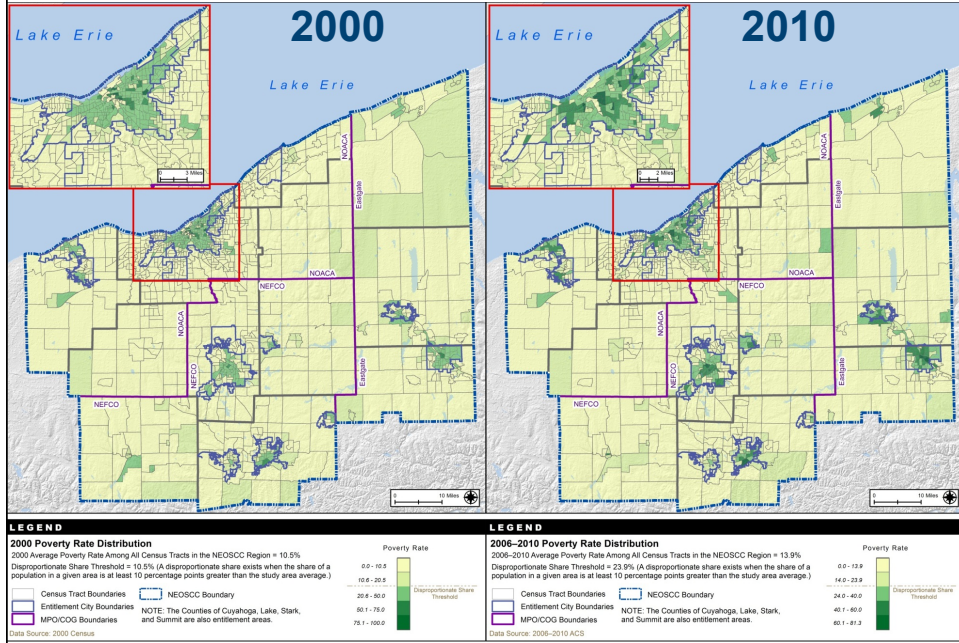 2000
Lake Erie
Lake Erie
0 3 Miles
NOACA
Eastgate
NOACA
NEFCO
NOACA
NEFCO
Eastgate
NEFCO
0 10 Miles
2010
Lake Erie
Lake Erie
0 2 Miles
NOACA
Eastgate
NOACA
NEFCO
NOACA
NEFCO
Eastgate
NEFCO
0 10 Miles
LEGEND
2000 Poverty Rate Distribution
2000 Average Poverty Rate Among All Census Tracts in the NEOSCC Region = 10.5%
Disproportionate Share Threshold = 10.5% (A disproportionate share exists when the share of a
population in a given area is at least 10 percentage points greater than the study area average.)
Census Tract Boundaries
Entitlement City Boundaries
MPO/COG Boundaries
NEOSCC Boundary
NOTE: The Counties of Cuyahoga, Lake, Stark,
and Summit are also entitlement areas.
Poverty Rate
0.0 - 10.5
10.6 - 20.5
20.6 - 50.0
50.1 - 75.0
75.1 - 100.0
Disproportionate Share
Threshold
Data Source: 2000 Census
LEGEND
2006–2010 Poverty Rate Distribution
2006–2010 Average Poverty Rate Among All Census Tracts in the NEOSCC Region = 13.9%
Disproportionate Share Threshold = 23.9% (A disproportionate share exists when the share of a
population in a given area is at least 10 percentage points greater than the study area average.)
Census Tract Boundaries
Entitlement City Boundaries
MPO/COG Boundaries
NEOSCC Boundary
NOTE: The Counties of Cuyahoga, Lake, Stark,
and Summit are also entitlement areas.
Poverty Rate
0.0 - 13.9
14.0 - 23.9
24.0 - 40.0
40.1 - 60.0
60.1 - 81.3
Disproportionate Share
Threshold
Data Source: 2006–2010 ACS